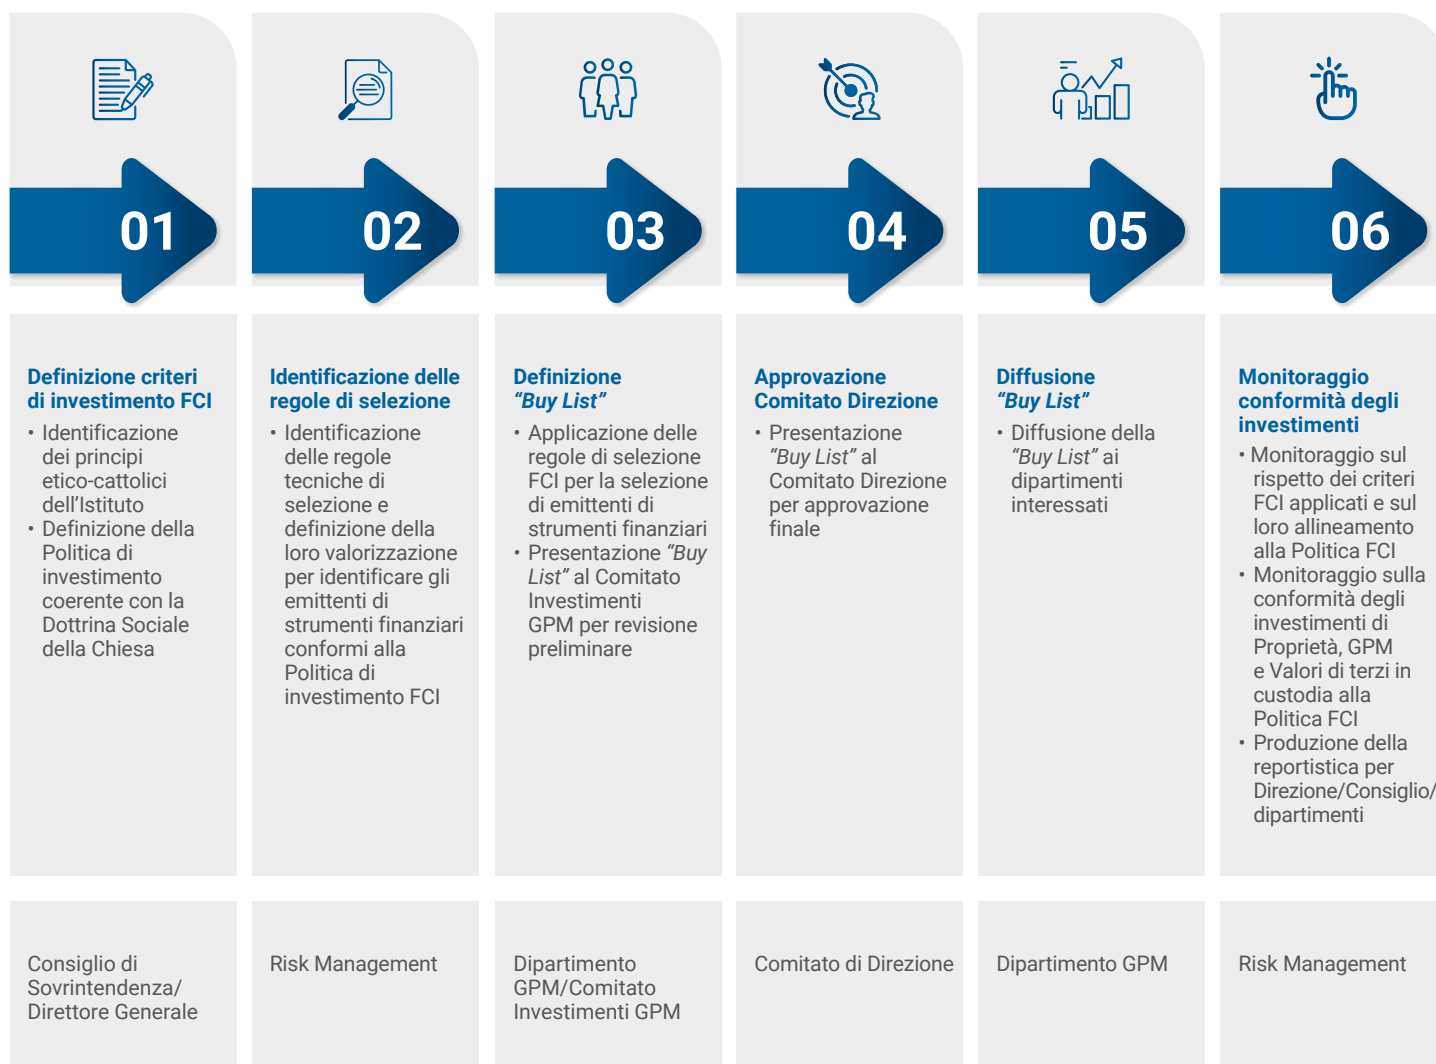 01
02
03
04
05
06
Definizione criteri
di investimento FCI
• Identificazione
dei principi
etico-cattolici
dell’Istituto
• Definizione della
Politica di
investimento
coerente con la
Dottrina Sociale
della Chiesa
Identificazione delle
regole di selezione
• Identificazione
delle regole
tecniche di
selezione e
definizione della
loro valorizzazione
per identificare gli
emittenti di
strumenti finanziari
conformi alla
Politica di
investimento FCI
Definizione
“Buy List”
• Applicazione delle
regole di selezione
FCI per la selezione
di emittenti di
strumenti finanziari
• Presentazione “Buy
List” al Comitato
Investimenti
GPM per revisione
preliminare
Approvazione
Comitato Direzione
• Presentazione
“Buy List” al
Comitato Direzione
per approvazione
finale
Diffusione
“Buy List”
• Diffusione della
“Buy List” ai
dipartimenti
interessati
Monitoraggio
conformità degli
investimenti
• Monitoraggio sul
rispetto dei criteri
FCI applicati e sul
loro allineamento
alla Politica FCI
• Monitoraggio sulla
conformità degli
investimenti di
Proprietà, GPM
e Valori di terzi in
custodia alla
Politica FCI
• Produzione della
reportistica per
Direzione/Consiglio/
dipartimenti
Consiglio di
Sovrintendenza/
Direttore Generale
Risk Management
Dipartimento
GPM/Comitato
Investimenti GPM
Comitato di Direzione
Dipartimento GPM
Risk Management